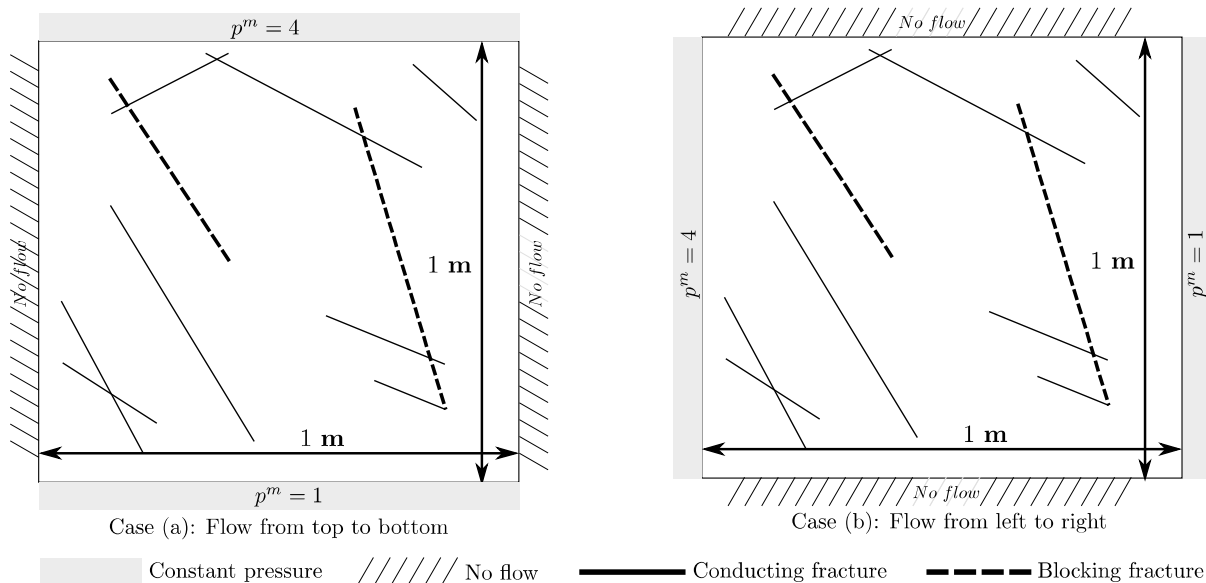 p^m = 4
No flow
No flow
1 m
1 m
p^m = 1
Case (a): Flow from top to bottom
No flow
p^m = 4
p^m = 1
1 m
1 m
No flow
Case (b): Flow from left to right
Constant pressure
No flow
Conducting fracture
Blocking fracture